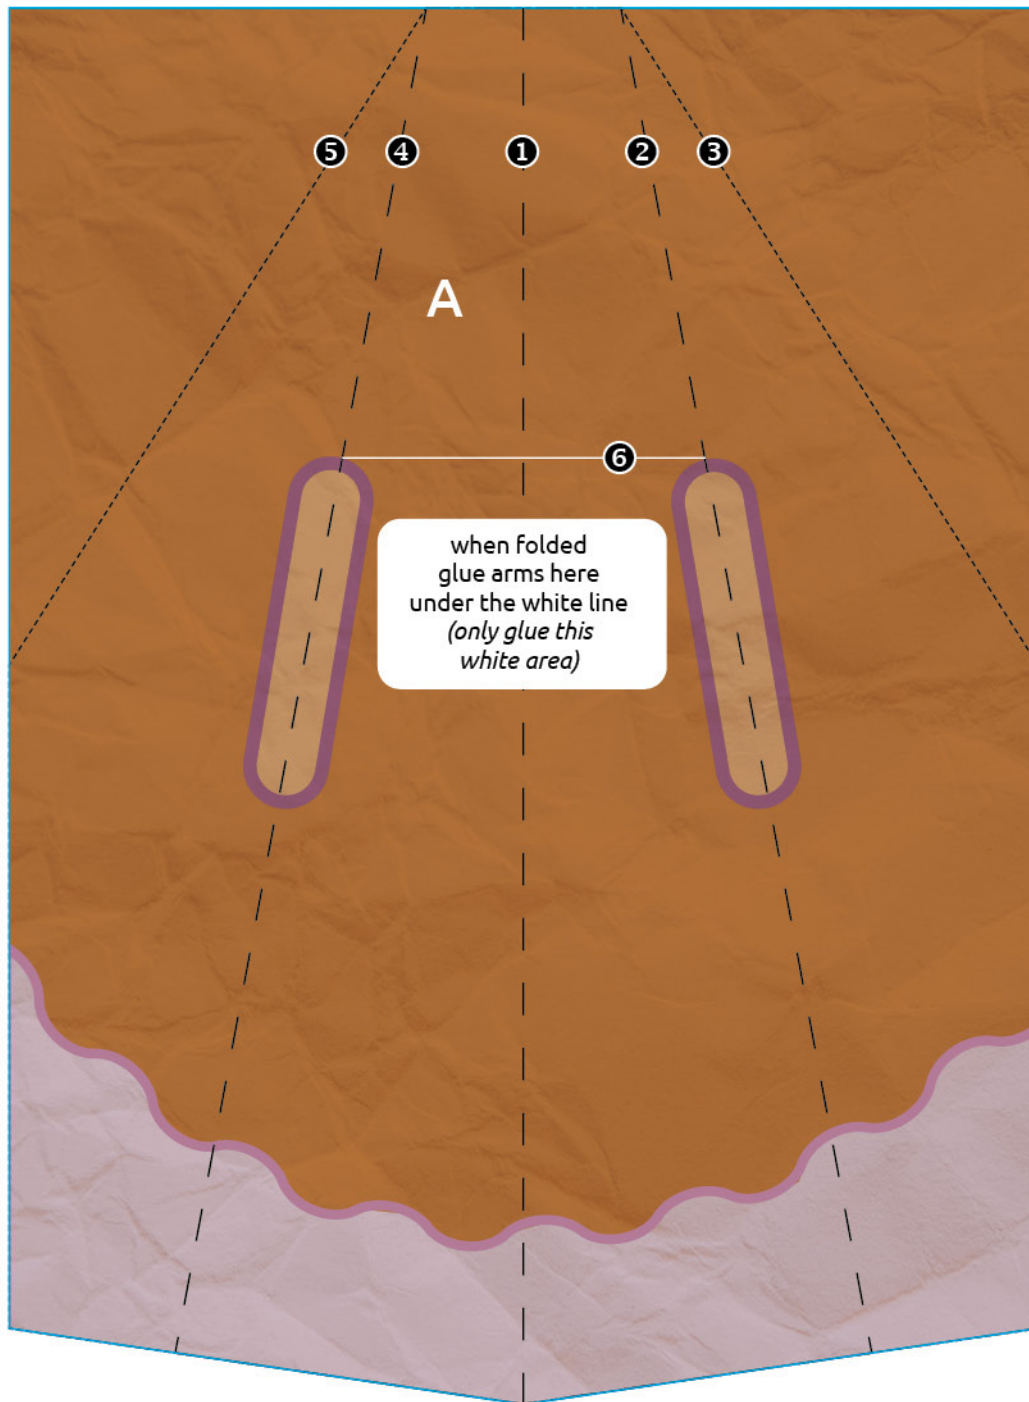 5 4 1 2 3
A
6
when folded
glue arms here
under the white line
(only glue this
white area)